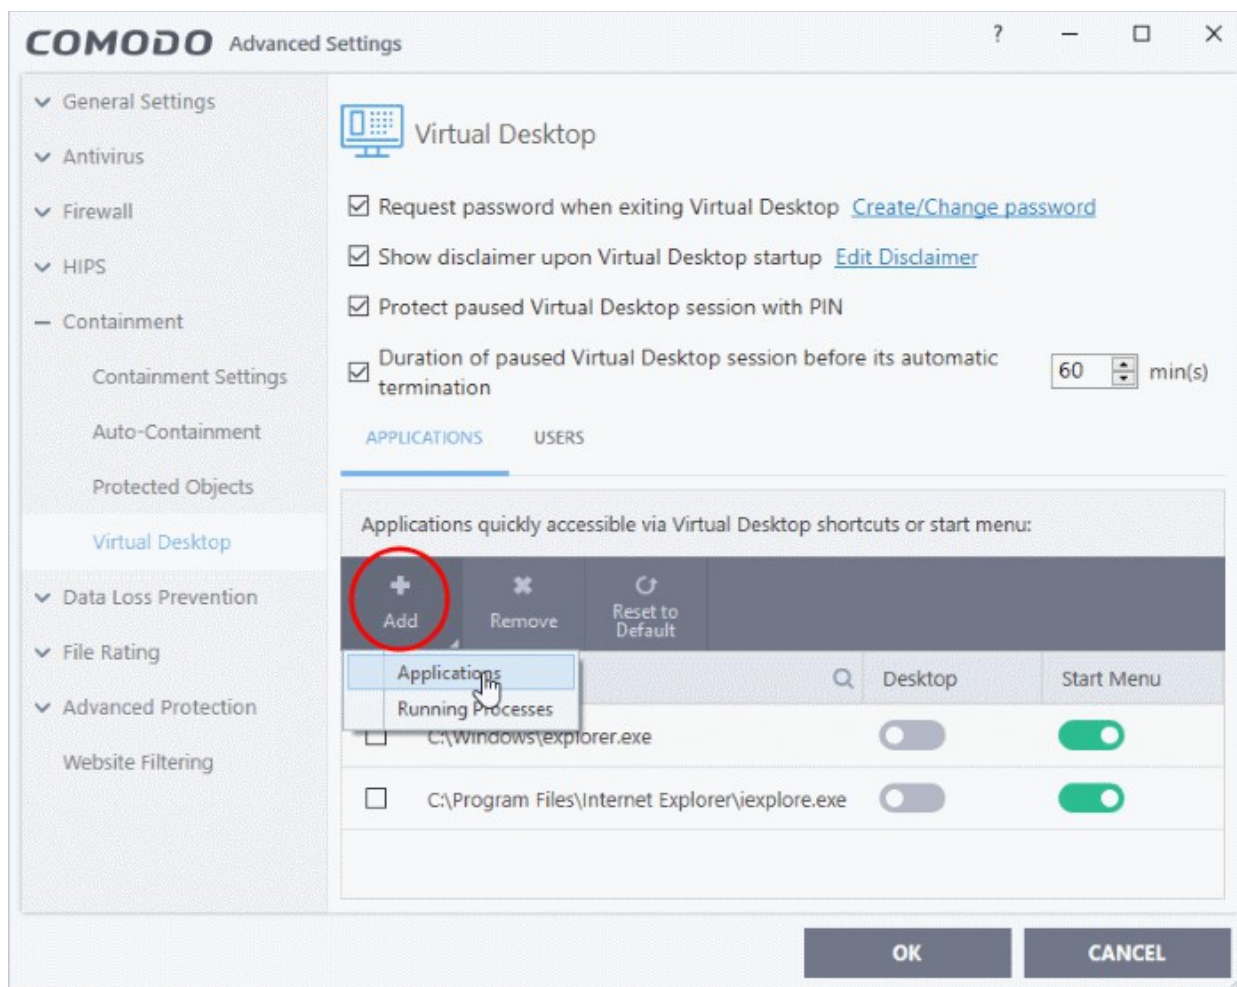 COMODO Advanced Settings
?
General Settings
Antivirus
Firewall
HIPS
Containment
Containment Settings
Auto-Containment
Protected Objects
Virtual Desktop
Data Loss Prevention
File Rating
Advanced Protection
Website Filtering
Virtual Desktop
Request password when exiting Virtual Desktop Create/Change password
Show disclaimer upon Virtual Desktop startup Edit Disclaimer
Protect paused Virtual Desktop session with PIN
Duration of paused Virtual Desktop session before its automatic
termination
60 min(s)
APPLICATIONS USERS
Applications quickly accessible via Virtual Desktop shortcuts or start menu:
Add
Remove
Reset to
Default
Applications
Running Processes
Desktop Start Menu
C:\Windows\explorer.exe
C:\Program Files\Internet Explorer\iexplore.exe
OK CANCEL